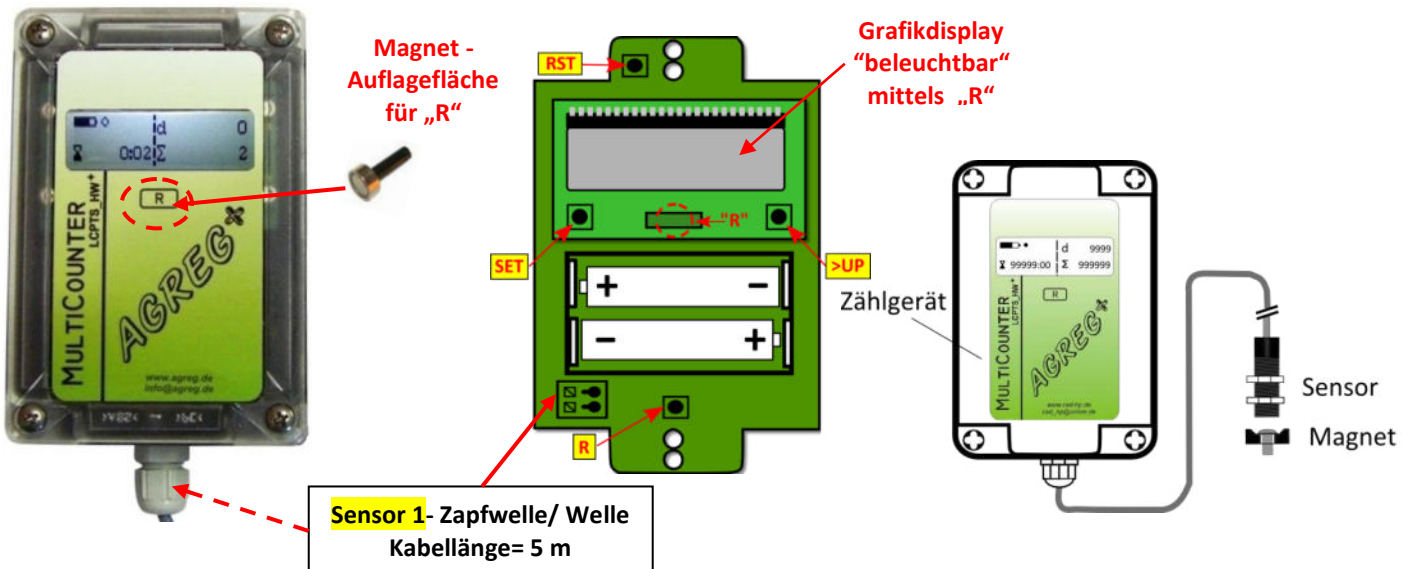 Magnet -
Auflagefläche
für „R“
d 0
0:02 Σ 2
R
MULTICOUNTER
LCPTS_HW+
AGREG
www.agreg.de
info@agreg.de
RST
Grafikdisplay
“beleuchtbar“
mittels „R“
SET
"R"
>UP
+ −
− +
R
Sensor 1- Zapfwelle/ Welle
Kabellänge= 5 m
Zählgerät
d 9999
99999:00 Σ 999999
R
MULTICOUNTER
LCPTS_HW+
AGREG
Sensor
Magnet